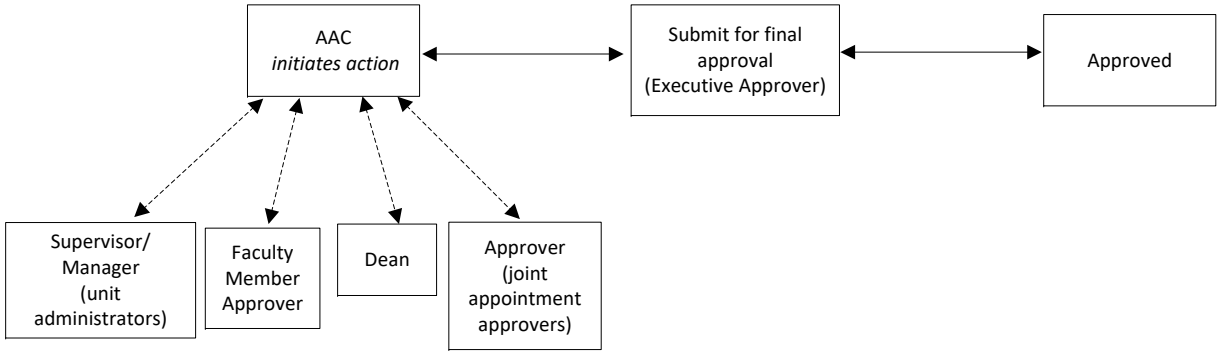 AAC
initiates action
Submit for final
approval
(Executive Approver)
Approved
Supervisor/
Manager
(unit
administrators)
Faculty
Member
Approver
Dean
Approver
(joint
appointment
approvers)